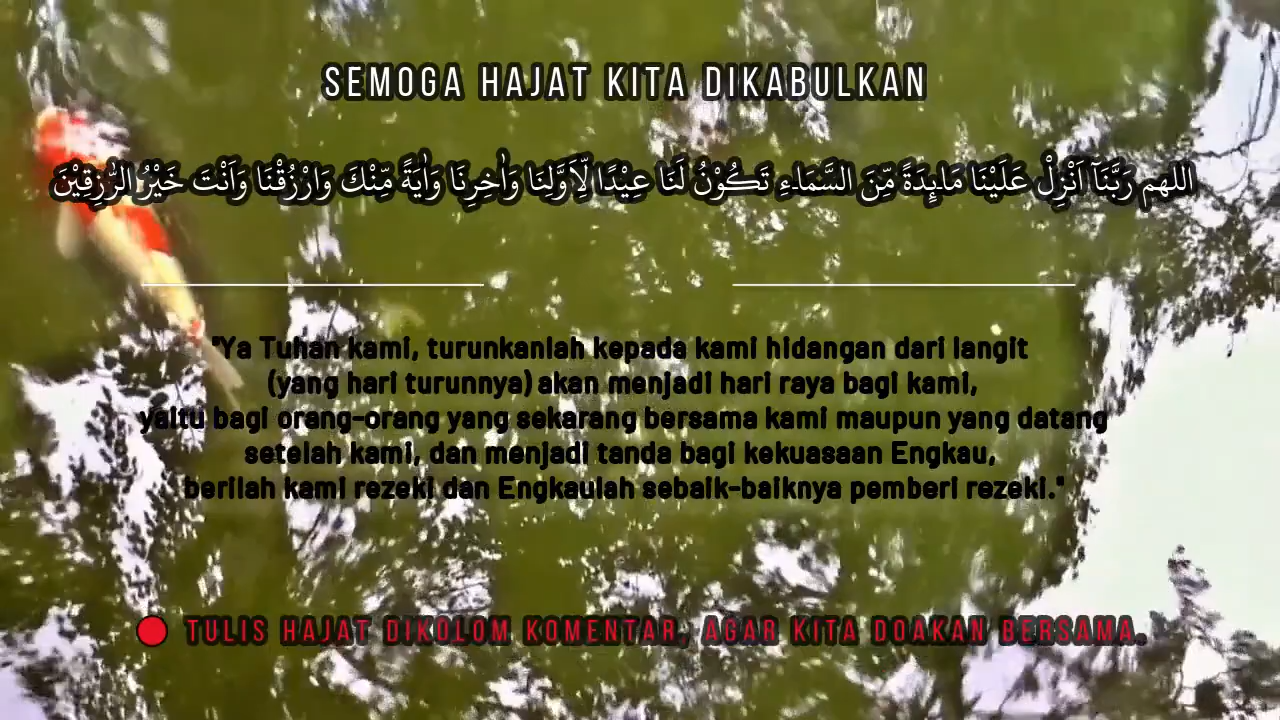 SEMOGA HAJAT KITA DIKABULKAN
اللهم رَبَّنَآ اَنْزِلْ عَلَيْنَا مَاۤىِٕدَةً مِّنَ السَّمَاۤءِ تَكُوْنُ لَنَا عِيْدًا لِّاَوَّلِنَا وَاٰخِرِنَا وَاٰيَةً مِّنْكَ وَارْزُقْنَا وَاَنْتَ خَيْرُ الرّٰزِقِيْنَ
"Ya Tuhan kami, turunkanlah kepada kami hidangan dari langit
(yang hari turunnya) akan menjadi hari raya bagi kami,
yaitu bagi orang-orang yang sekarang bersama kami maupun yang datang
setelah kami, dan menjadi tanda bagi kekuasaan Engkau,
berilah kami rezeki dan Engkaulah sebaik-baiknya pemberi rezeki."
TULIS HAJAT DIKOLOM KOMENTAR, AGAR KITA DOAKAN BERSAMA.